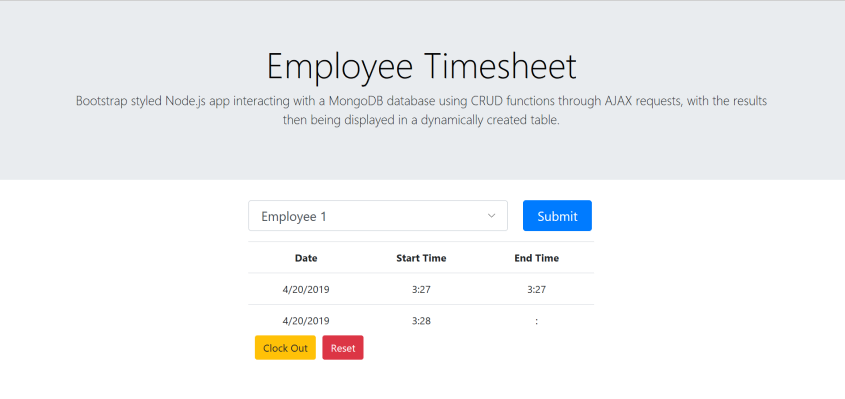 Employee Timesheet
Bootstrap styled Node.js app interacting with a MongoDB database using CRUD functions through AJAX requests, with the results
then being displayed in a dynamically created table.
Employee 1 Submit
Date Start Time End Time
4/20/2019 3:27 3:27
4/20/2019 3:28 :
Clock Out Reset